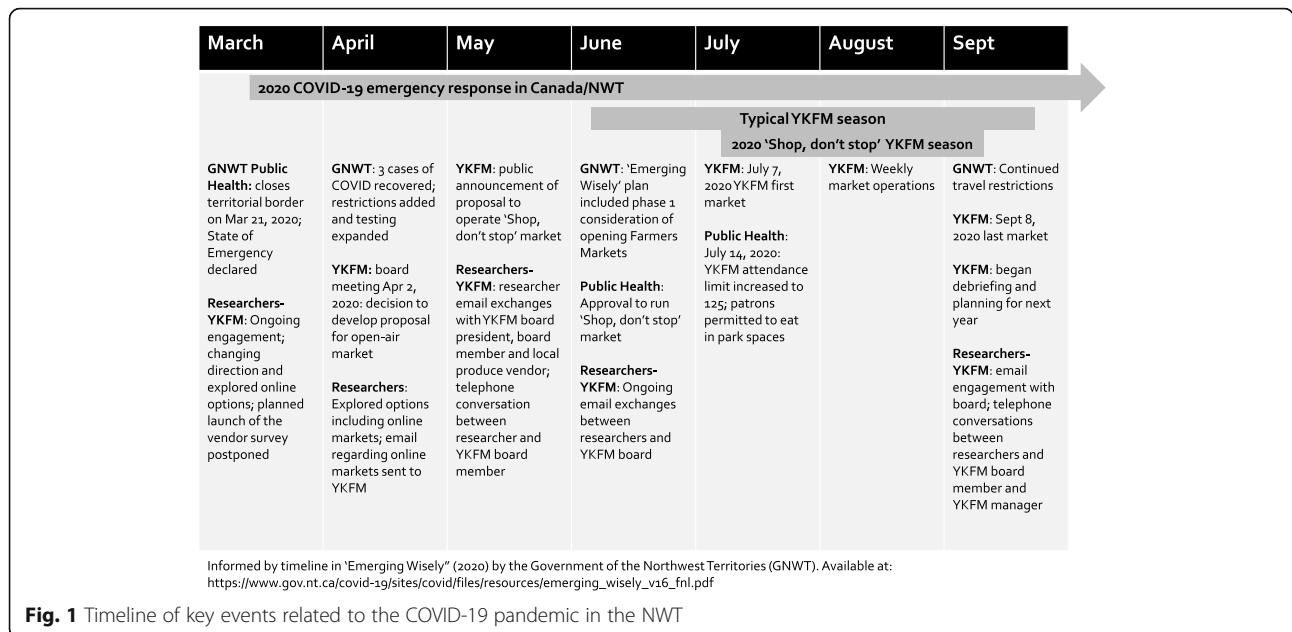 March April May June July August Sept
2020 COVID-19 emergency response in Canada/NWT
Typical YKFM season
2020 ‘Shop, don’t stop’ YKFM season
GNWT Public
Health: closes
territorial border
on Mar 21, 2020;
State of
Emergency
declared
Researchers-
YKFM: Ongoing
engagement;
changing
direction and
explored online
options; planned
launch of the
vendor survey
postponed
GNWT: 3 cases of
COVID recovered;
restrictions added
and testing
expanded
YKFM: board
meeting Apr 2,
2020: decision to
develop proposal
for open-air
market
Researchers:
Explored options
including online
markets; email
regarding online
markets sent to
YKFM
YKFM: public
announcement of
proposal to
operate ‘Shop,
don’t stop’ market
Researchers-
YKFM: researcher
email exchanges
with YKFM board
president, board
member and local
produce vendor;
telephone
conversation
between
researcher and
YKFM board
member
GNWT: ‘Emerging
Wisely’ plan
included phase 1
consideration of
opening Farmers
Markets
Public Health:
Approval to run
‘Shop, don’t stop’
market
Researchers-
YKFM: Ongoing
email exchanges
between
researchers and
YKFM board
YKFM: July 7,
2020 YKFM first
market
Public Health:
July 14, 2020:
YKFM attendance
limit increased to
125; patrons
permitted to eat
in park spaces
YKFM: Weekly
market operations
GNWT: Continued
travel restrictions
YKFM: Sept 8,
2020 last market
YKFM: began
debriefing and
planning for next
year
Researchers-
YKFM: email
engagement with
board; telephone
conversations
between
researchers and
YKFM board
member and
YKFM manager
Informed by timeline in ‘Emerging Wisely” (2020) by the Government of the Northwest Territories (GNWT). Available at:
https://www.gov.nt.ca/covid-19/sites/covid/files/resources/emerging_wisely_v16_fnl.pdf
Fig. 1 Timeline of key events related to the COVID-19 pandemic in the NWT